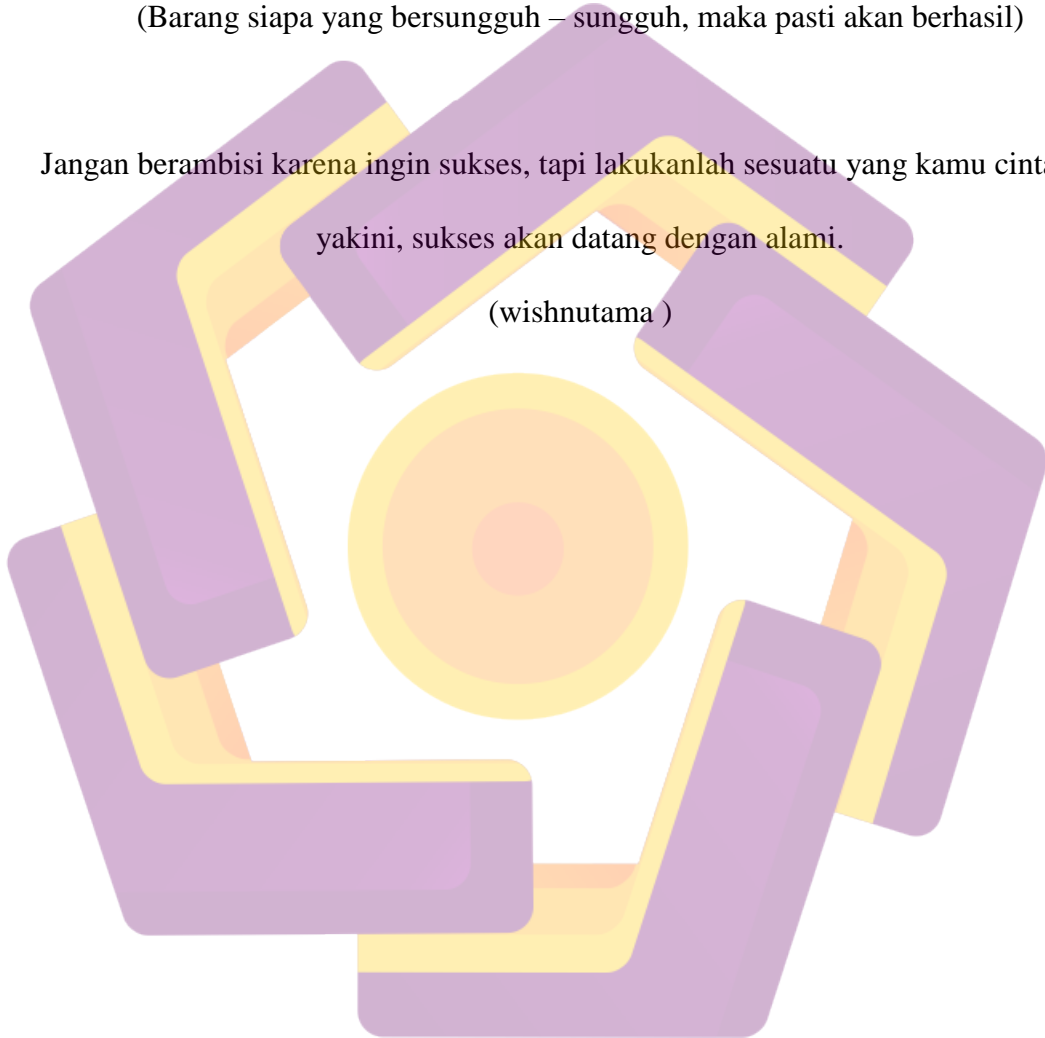 (Barang siapa yang bersungguh – sungguh, maka pasti akan berhasil)
Jangan berambisi karena ingin sukses, tapi lakukanlah sesuatu yang kamu
yakini, sukses akan datang dengan alami.
(wishnutama )